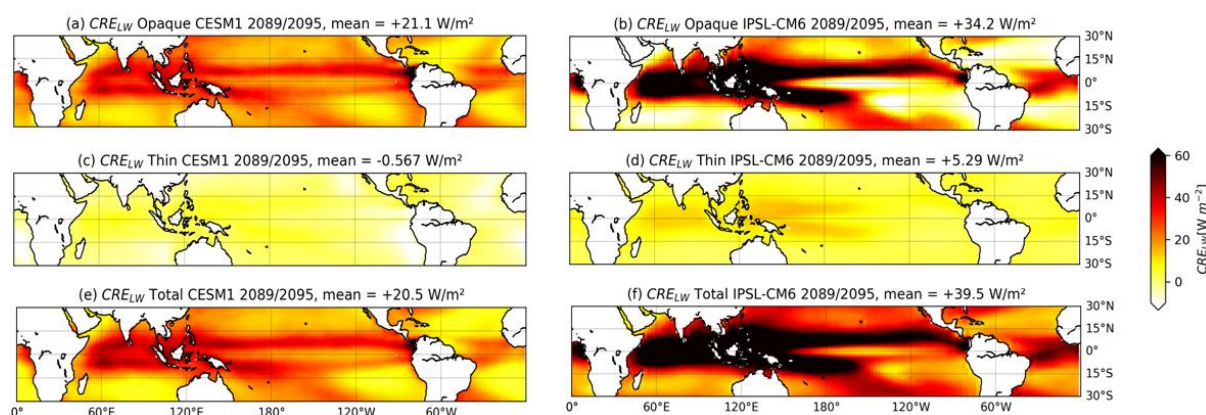 (a) CRE_LW Opaque CESM1 2089/2095, mean = +21.1 W/m²
(b) CRE_LW Opaque IPSL-CM6 2089/2095, mean = +34.2 W/m²
30°N
15°N
0°
15°S
30°S
(c) CRE_LW Thin CESM1 2089/2095, mean = -0.567 W/m²
(d) CRE_LW Thin IPSL-CM6 2089/2095, mean = +5.29 W/m²
30°N
15°N
0°
15°S
30°S
(e) CRE_LW Total CESM1 2089/2095, mean = +20.5 W/m²
(f) CRE_LW Total IPSL-CM6 2089/2095, mean = +39.5 W/m²
30°N
15°N
0°
15°S
30°S
0° 60°E 120°E 180° 120°W 60°W
0° 60°E 120°E 180° 120°W 60°W
60
40
20
0
CRE_LW[W m⁻²]